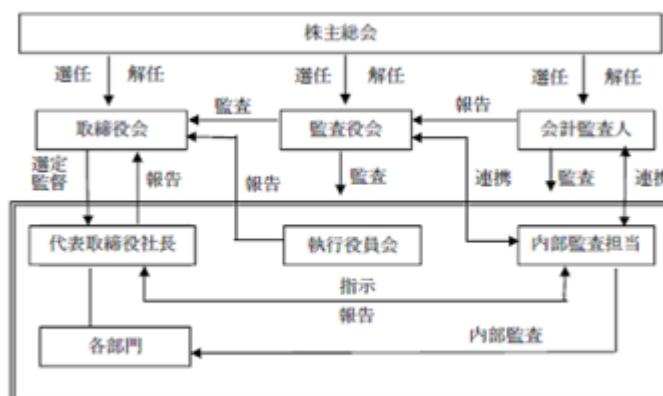 株主総会
選任 解任 選任 解任 選任 解任
監査 報告
取締役会 監査役会 会計監査人
選定
監督 報告 報告 監査 連携 監査 連携
代表取締役社長 執行役員会 内部監査担当
指示
報告
各部門 内部監査